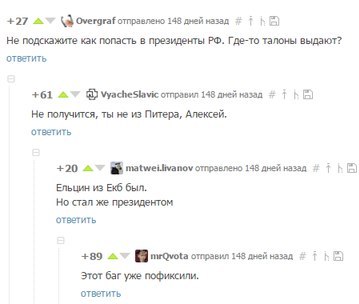 +27 Overgraf отправлено 148 дней назад #
Не подскажите как попасть в президенты РФ. Где-то талоны выдают?
ответить
+61 VyacheSlavic отправил 148 дней назад #
Не получится, ты не из Питера, Алексей.
ответить
+20 matwei.livanov отправлено 148 дней назад #
Ельцин из Екб был.
Но стал же президентом
ответить
+89 mrQvota отправил 148 дней назад #
Этот баг уже пофиксили.
ответить